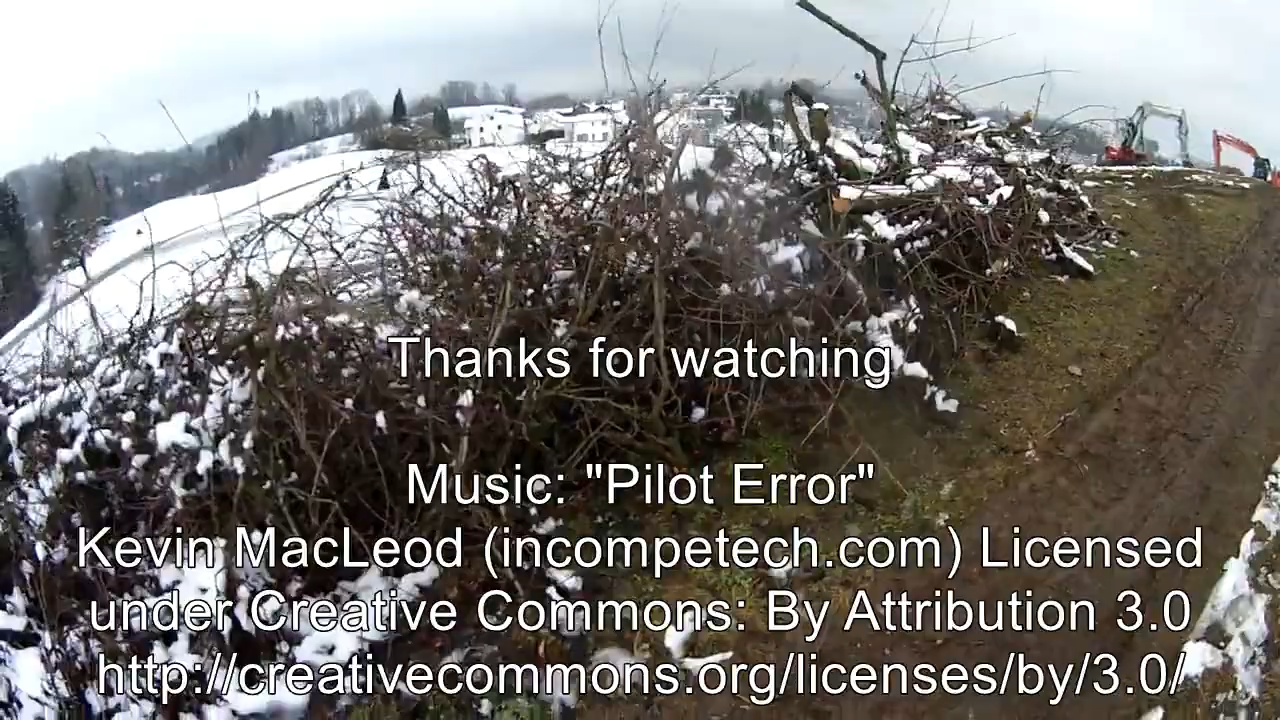 Thanks for watching
Music: "Pilot Error"
Kevin MacLeod (incompetech.com) Licensed
under Creative Commons: By Attribution 3.0
http://creativecommons.org/licenses/by/3.0/